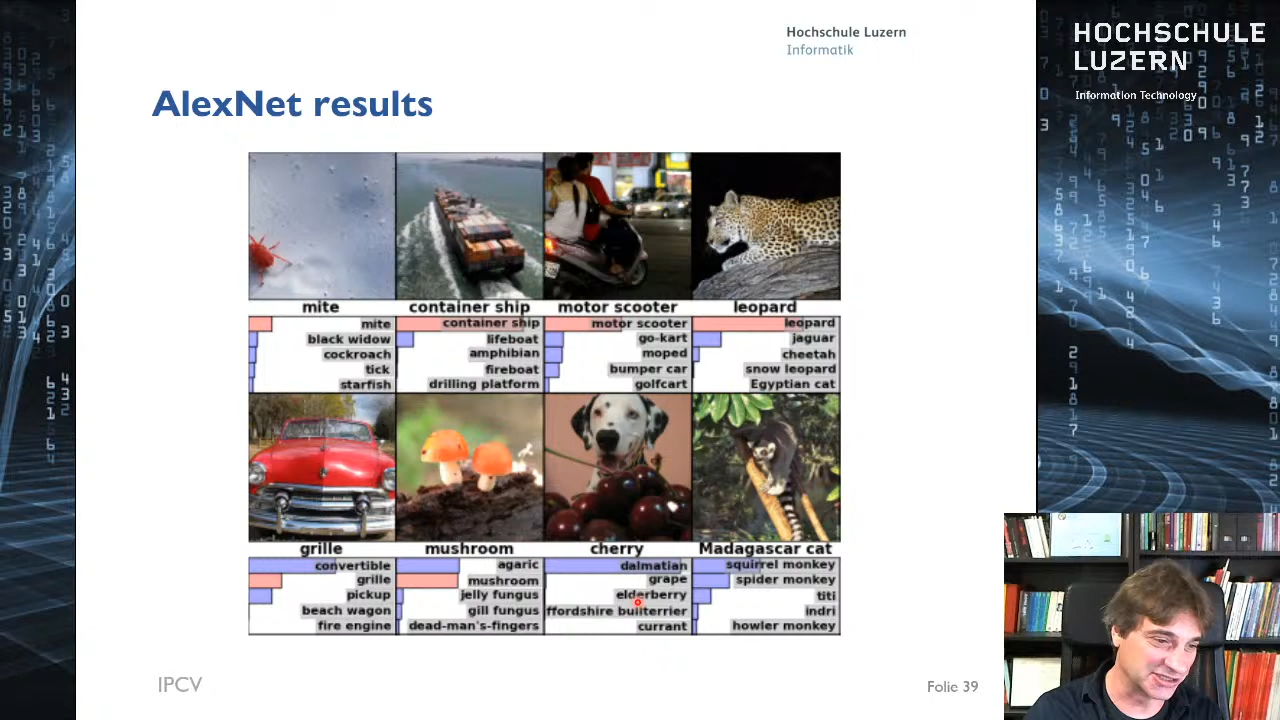 Hochschule Luzern
Informatik
HOCHSCHULE
LUZERN
Information Technology
AlexNet results
mite
container ship
motor scooter
leopard
mite
black widow
cockroach
tick
starfish
container ship
lifeboat
amphibian
fireboat
drilling platform
motor scooter
go-kart
moped
bumper car
golfcart
leopard
jaguar
cheetah
snow leopard
Egyptian cat
grille
mushroom
cherry
Madagascar cat
convertible
grille
pickup
beach wagon
fire engine
agaric
mushroom
jelly fungus
gill fungus
dead-man's-fingers
dalmatian
grape
elderberry
ffordshire bullterrier
currant
squirrel monkey
spider monkey
titi
indri
howler monkey
IPCV
Folie 39